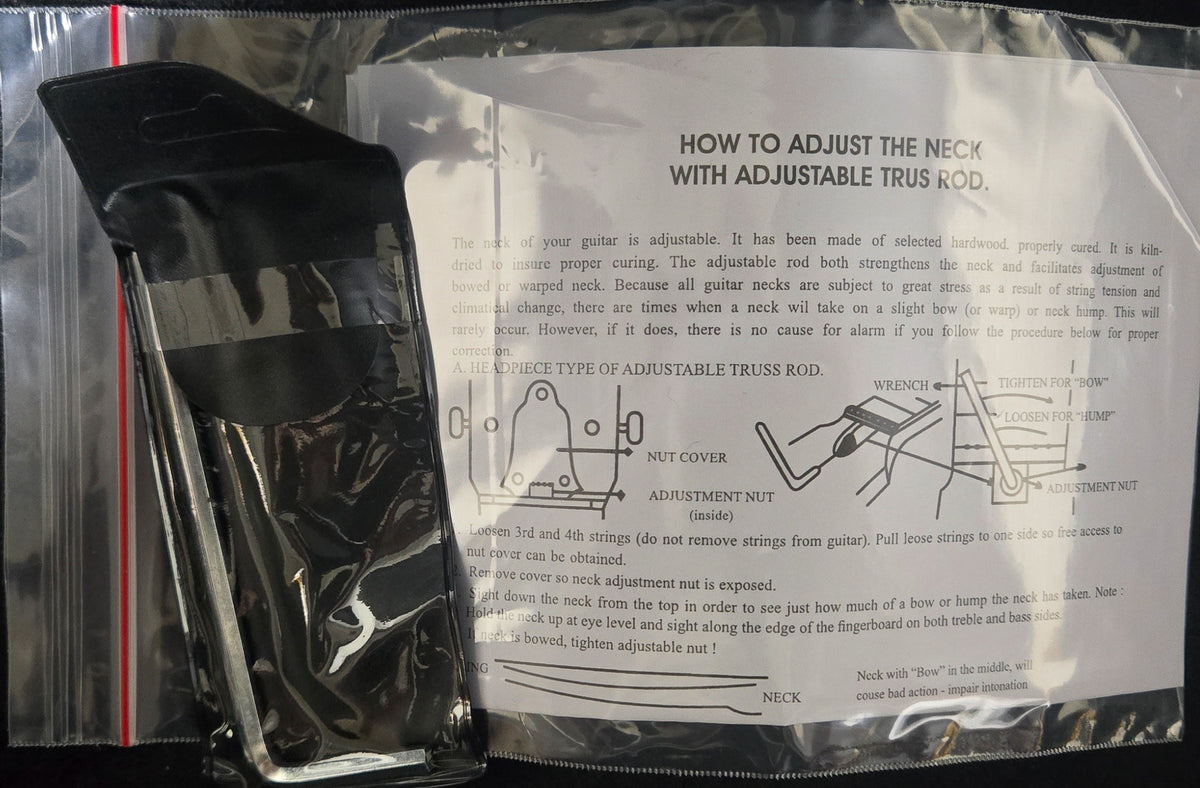 HOW TO ADJUST THE NECK
WITH ADJUSTABLE TRUS ROD.
The neck of your guitar is adjustable. It has been made of selected hardwood. properly cured. It is kiln-
dried to insure proper curing. The adjustable rod both strengthens the neck and facilitates adjustment of
bowed or warped neck. Because all guitar necks are subject to great stress as a result of string tension and
climatical change, there are times when a neck wil take on a slight bow (or warp) or neck hump. This will
rarely occur. However, if it does, there is no cause for alarm if you follow the procedure below for proper
correction.
A. HEADPIECE TYPE OF ADJUSTABLE TRUSS ROD.
WRENCH
TIGHTEN FOR "BOW"
LOOSEN FOR "HUMP"
NUT COVER
ADJUSTMENT NUT
(inside)
ADJUSTMENT NUT
Loosen 3rd and 4th strings (do not remove strings from guitar). Pull leose strings to one side so free access to
nut cover can be obtained.
Remove cover so neck adjustment nut is exposed.
Sight down the neck from the top in order to see just how much of a bow or hump the neck has taken. Note :
Hold the neck up at eye level and sight along the edge of the fingerboard on both treble and bass sides.
If neck is bowed, tighten adjustable nut !
ING
NECK
Neck with "Bow" in the middle, will
couse bad action - impair intonation